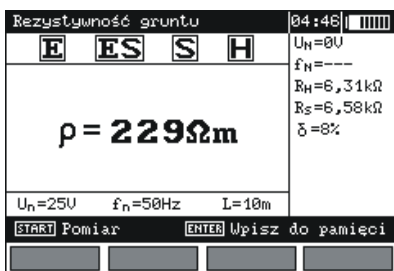 Rezystywność gruntu 04:46
E ES S H
UN=0V
fN=---
RH=6,31kΩ
RS=6,58kΩ
δ=8%
ρ=229Ωm
Un=25V fn=50Hz L=10m
START Pomiar ENTER Wpisz do pamięci